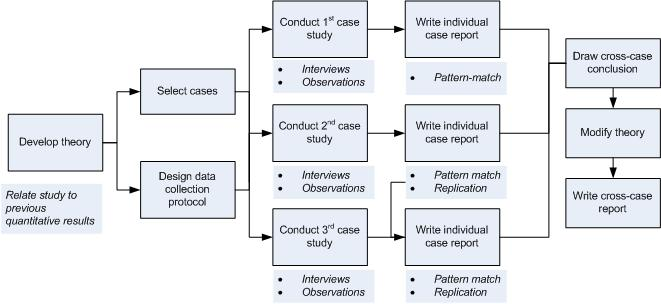 Develop theory
Relate study to
previous
quantitative results
Select cases
Design data
collection
protocol
Conduct 1st case
study
• Interviews
• Observations
Write individual
case report
• Pattern-match
Conduct 2nd case
study
• Interviews
• Observations
Write individual
case report
• Pattern match
• Replication
Conduct 3rd case
study
• Interviews
• Observations
Write individual
case report
• Pattern match
• Replication
Draw cross-case
conclusion
Modify theory
Write cross-case
report